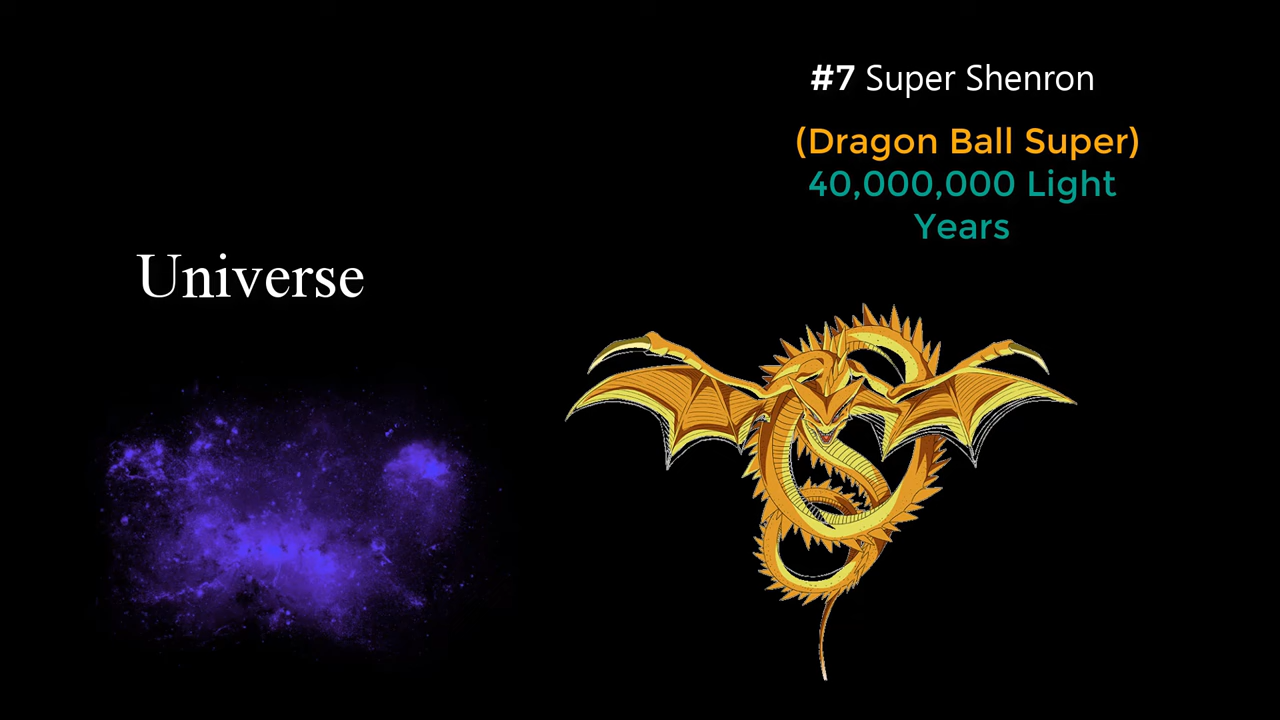 #7 Super Shenron
(Dragon Ball Super)
40,000,000 Light
Years
Universe